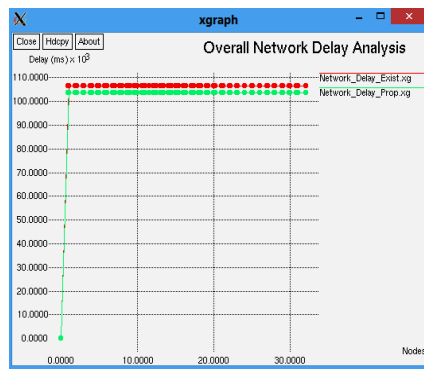 xgraph
Close Hdcpy About
Overall Network Delay Analysis
Delay (ms) x 10³
110.0000
100.0000
90.0000
80.0000
70.0000
60.0000
50.0000
40.0000
30.0000
20.0000
10.0000
0.0000
Network_Delay_Exist.xg
Network_Delay_Prop.xg
Nodes
0.0000 10.0000 20.0000 30.0000